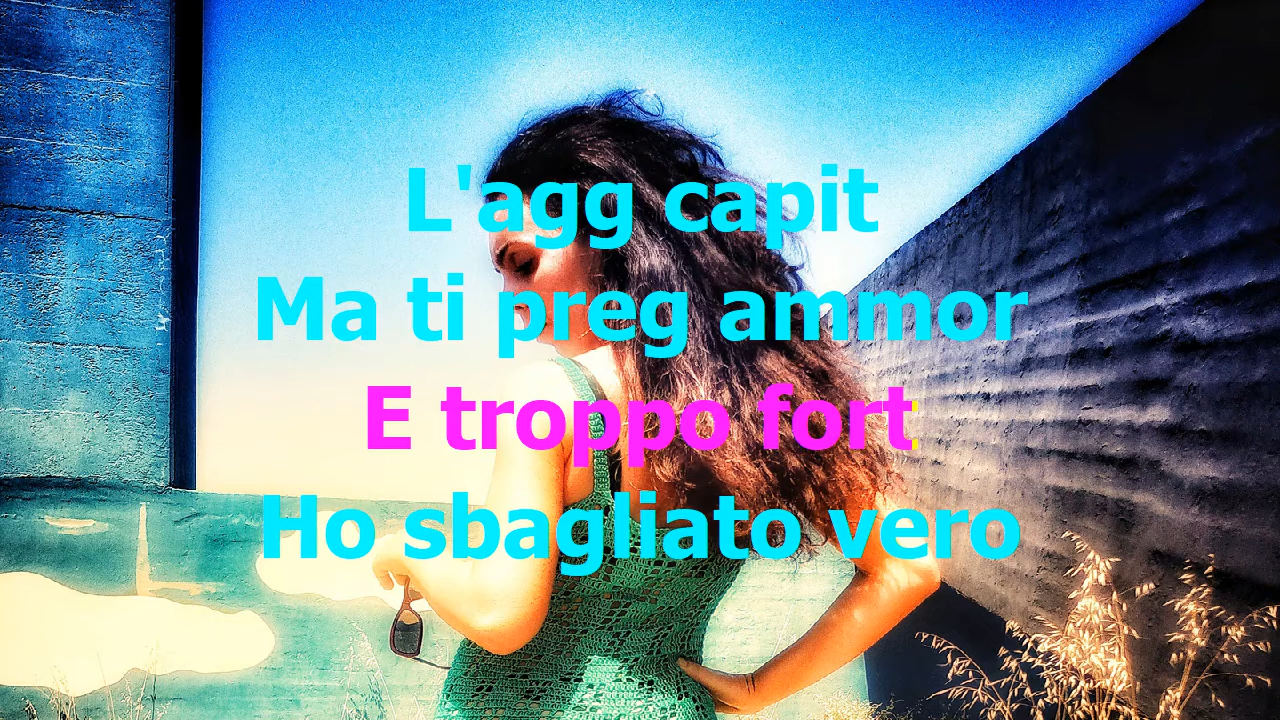 L'agg capit
Ma ti preg ammor
E troppo fort
Ho sbagliato vero